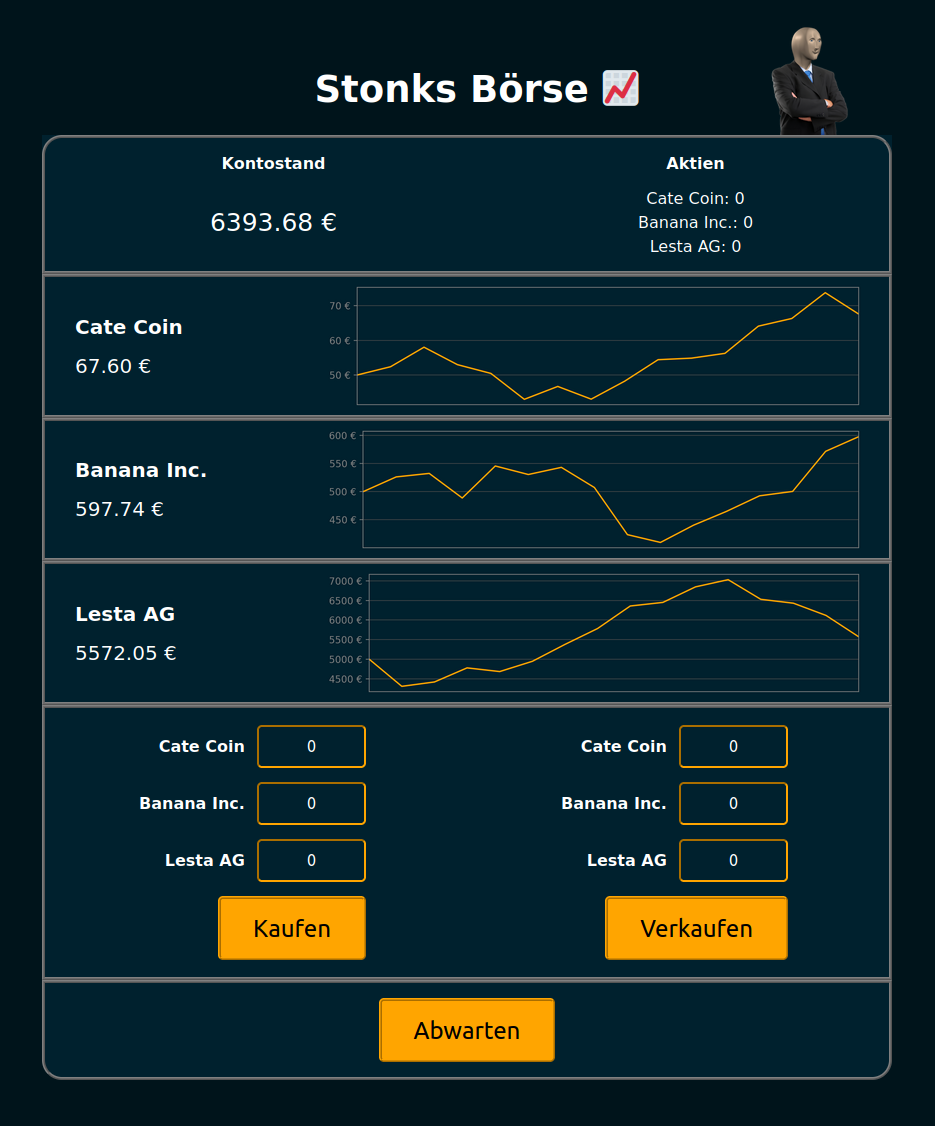 Stonks Börse 📈
Kontostand
6393.68 €
Aktien
Cate Coin: 0
Banana Inc.: 0
Lesta AG: 0
Cate Coin
67.60 €
70 €
60 €
50 €
Banana Inc.
597.74 €
600 €
550 €
500 €
450 €
Lesta AG
5572.05 €
7000 €
6500 €
6000 €
5500 €
5000 €
4500 €
Cate Coin 0
Banana Inc. 0
Lesta AG 0
Kaufen
Cate Coin 0
Banana Inc. 0
Lesta AG 0
Verkaufen
Abwarten